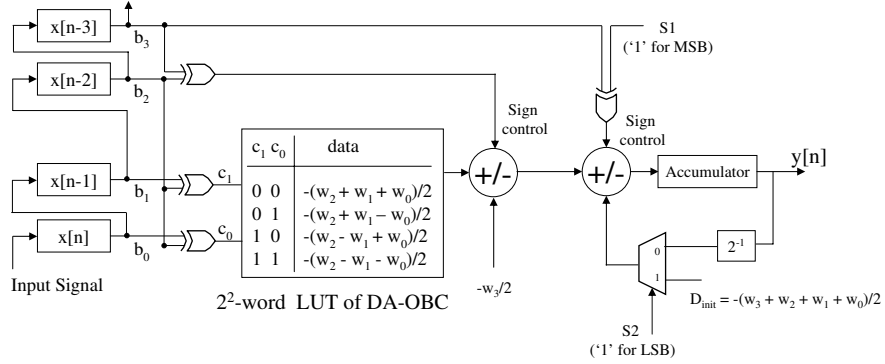 x[n-3]
b3
S1
(‘1’ for MSB)
x[n-2]
b2
Sign
control
Sign
control
c1 c0 data
0 0 -(w2 + w1 + w0)/2
0 1 -(w2 + w1 – w0)/2
1 0 -(w2 - w1 + w0)/2
1 1 -(w2 - w1 - w0)/2
c1
c0
+/-
+/-
Accumulator
y[n]
x[n-1]
b1
x[n]
b0
Input Signal
2²-word LUT of DA-OBC
-w3/2
0
1
2⁻¹
Dinit = -(w3 + w2 + w1 + w0)/2
S2
(‘1’ for LSB)